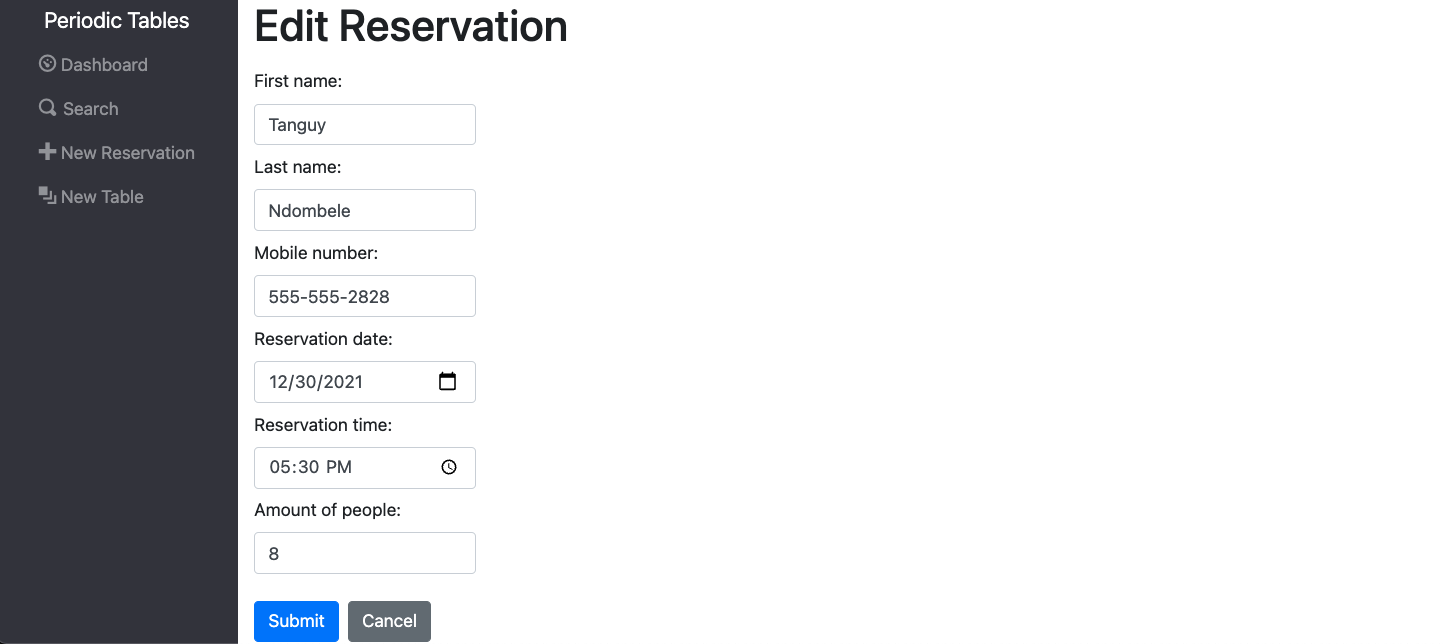 Periodic Tables
Dashboard
Search
New Reservation
New Table
Edit Reservation
First name:
Tanguy
Last name:
Ndombele
Mobile number:
555-555-2828
Reservation date:
12/30/2021
Reservation time:
05:30 PM
Amount of people:
8
Submit Cancel